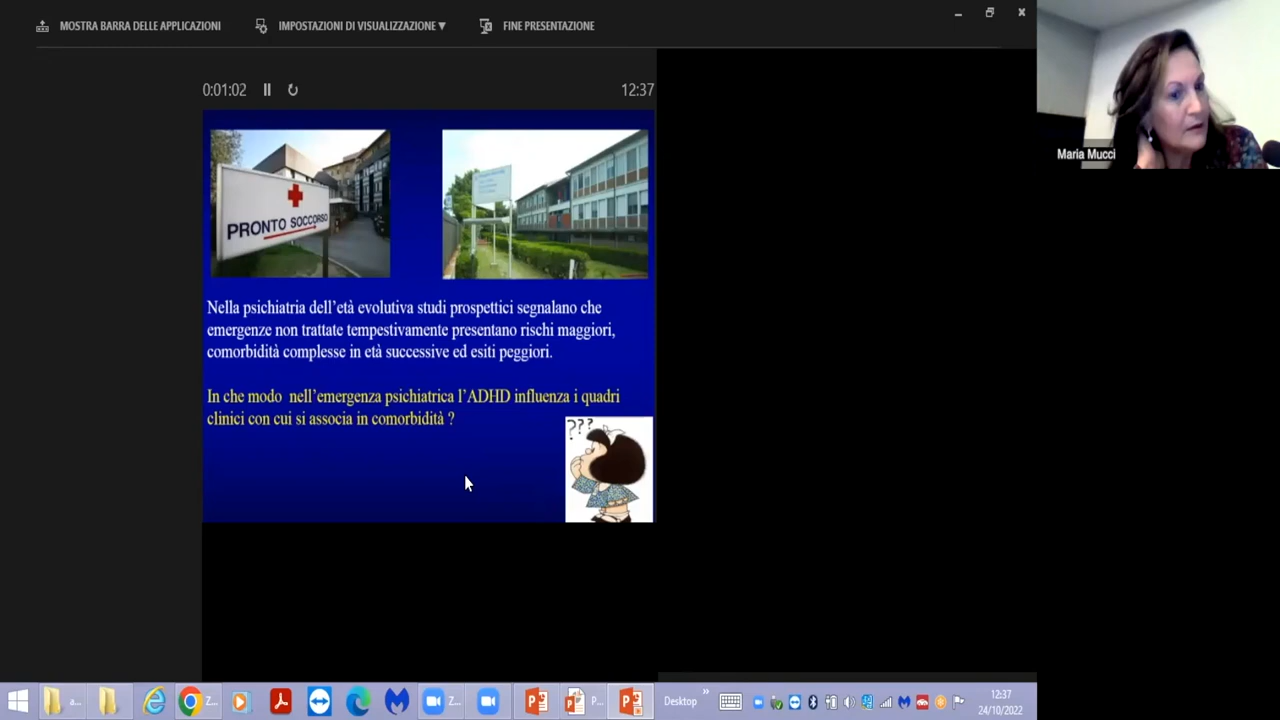 MOSTRA BARRA DELLE APPLICAZIONI
IMPOSTAZIONI DI VISUALIZZAZIONE ▼
FINE PRESENTAZIONE
0:01:02
12:37
PRONTO SOCCORSO
Nella psichiatria dell’età evolutiva studi prospettici segnalano che
emergenze non trattate tempestivamente presentano rischi maggiori,
comorbidità complesse in età successive ed esiti peggiori.
In che modo nell’emergenza psichiatrica l’ADHD influenza i quadri
clinici con cui si associa in comorbidità ?
???
Maria Mucci
a...
Z...
Z...
P...
Desktop
12:37
24/10/2022